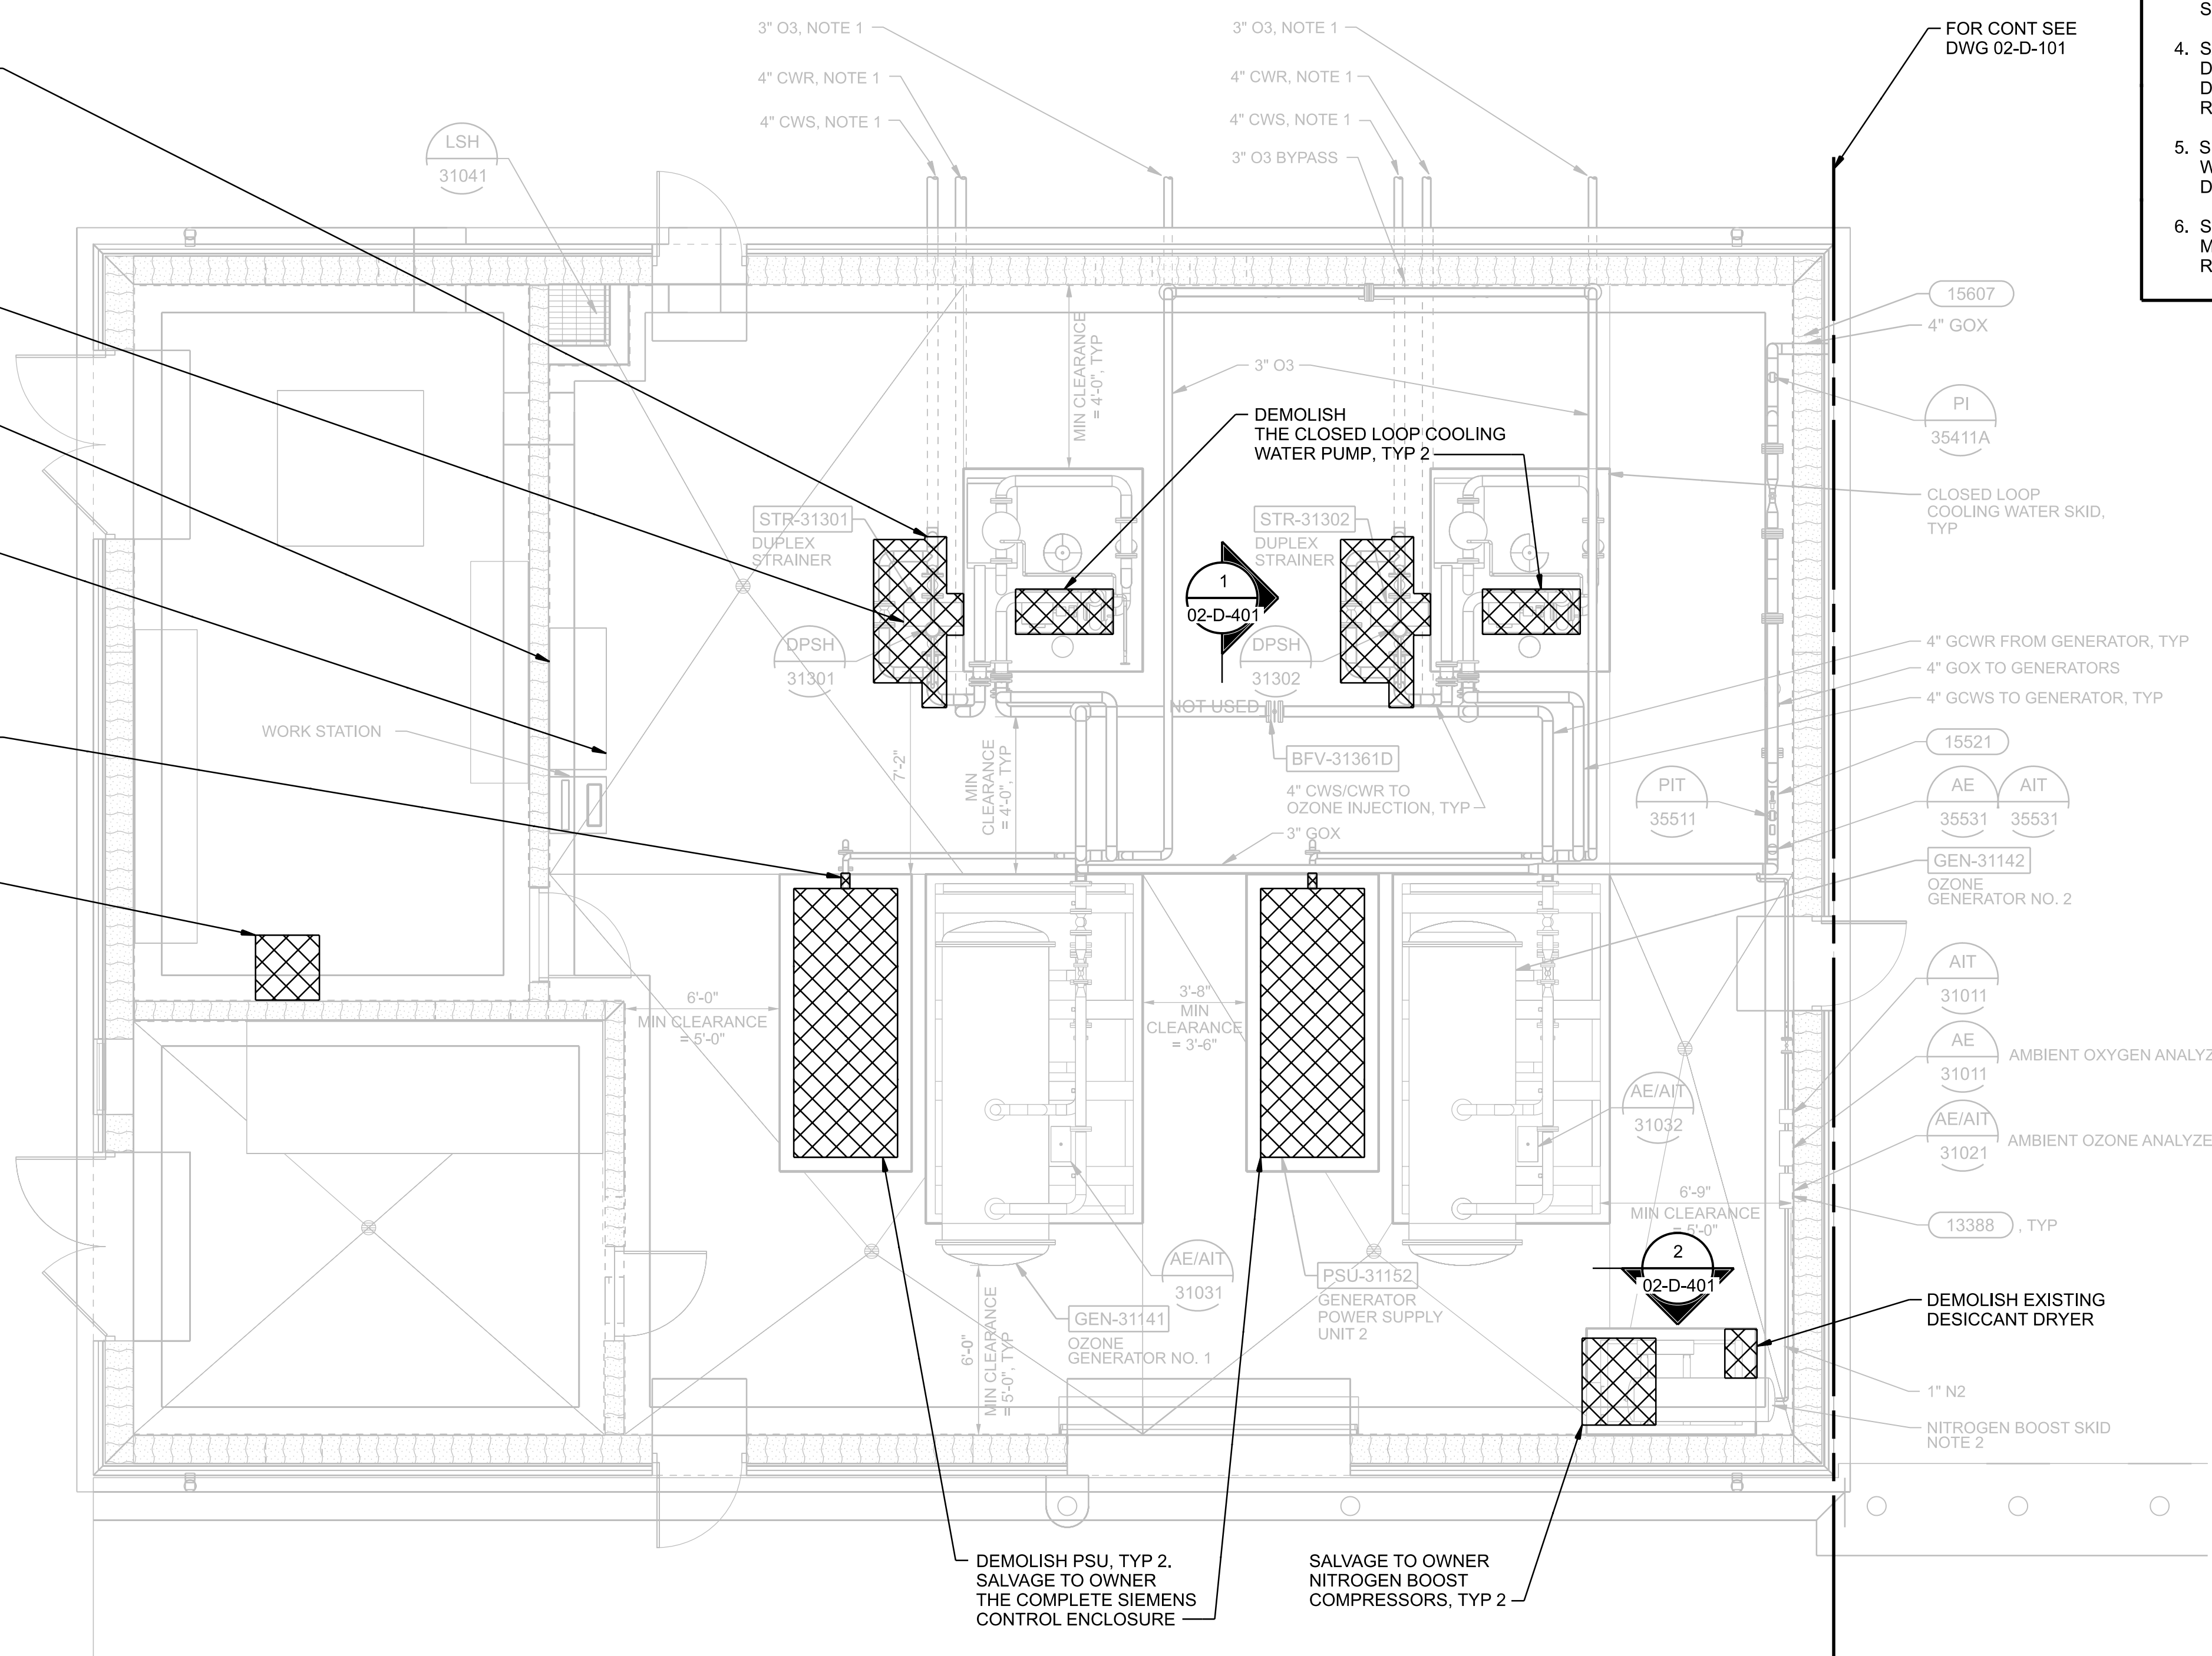 3" O3, NOTE 1
4" CWR, NOTE 1
4" CWS, NOTE 1
3" O3, NOTE 1
4" CWR, NOTE 1
4" CWS, NOTE 1
3" O3 BYPASS
FOR CONT SEE
DWG 02-D-101
S
4. S
D
D
R
5. S
W
D
6. S
M
R
LSH
31041
15607
4" GOX
MIN CLEARANCE
= 4'-0", TYP
3" O3
PI
35411A
DEMOLISH
THE CLOSED LOOP COOLING
WATER PUMP, TYP 2
CLOSED LOOP
COOLING WATER SKID,
TYP
STR-31301
DUPLEX
STRAINER
STR-31302
DUPLEX
STRAINER
1
02-D-401
DPSH
31301
DPSH
31302
4" GCWR FROM GENERATOR, TYP
4" GOX TO GENERATORS
4" GCWS TO GENERATOR, TYP
NOT USED
WORK STATION
7'-2"
MIN
CLEARANCE
= 4'-0", TYP
BFV-31361D
4" CWS/CWR TO
OZONE INJECTION, TYP
3" GOX
15521
PIT
35511
AE
35531
AIT
35531
GEN-31142
OZONE
GENERATOR NO. 2
6'-0"
MIN CLEARANCE
= 5'-0"
3'-8"
MIN
CLEARANCE
= 3'-6"
AIT
31011
AE
31011
AMBIENT OXYGEN ANALYZ
AE/AIT
31032
AE/AIT
31021
AMBIENT OZONE ANALYZE
6'-9"
MIN CLEARANCE
= 5'-0"
13388
, TYP
2
02-D-401
AE/AIT
31031
PSU-31152
GENERATOR
POWER SUPPLY
UNIT 2
GEN-31141
OZONE
GENERATOR NO. 1
6'-0"
MIN CLEARANCE
= 5'-0", TYP
DEMOLISH EXISTING
DESICCANT DRYER
1" N2
NITROGEN BOOST SKID
NOTE 2
DEMOLISH PSU, TYP 2.
SALVAGE TO OWNER
THE COMPLETE SIEMENS
CONTROL ENCLOSURE
SALVAGE TO OWNER
NITROGEN BOOST
COMPRESSORS, TYP 2